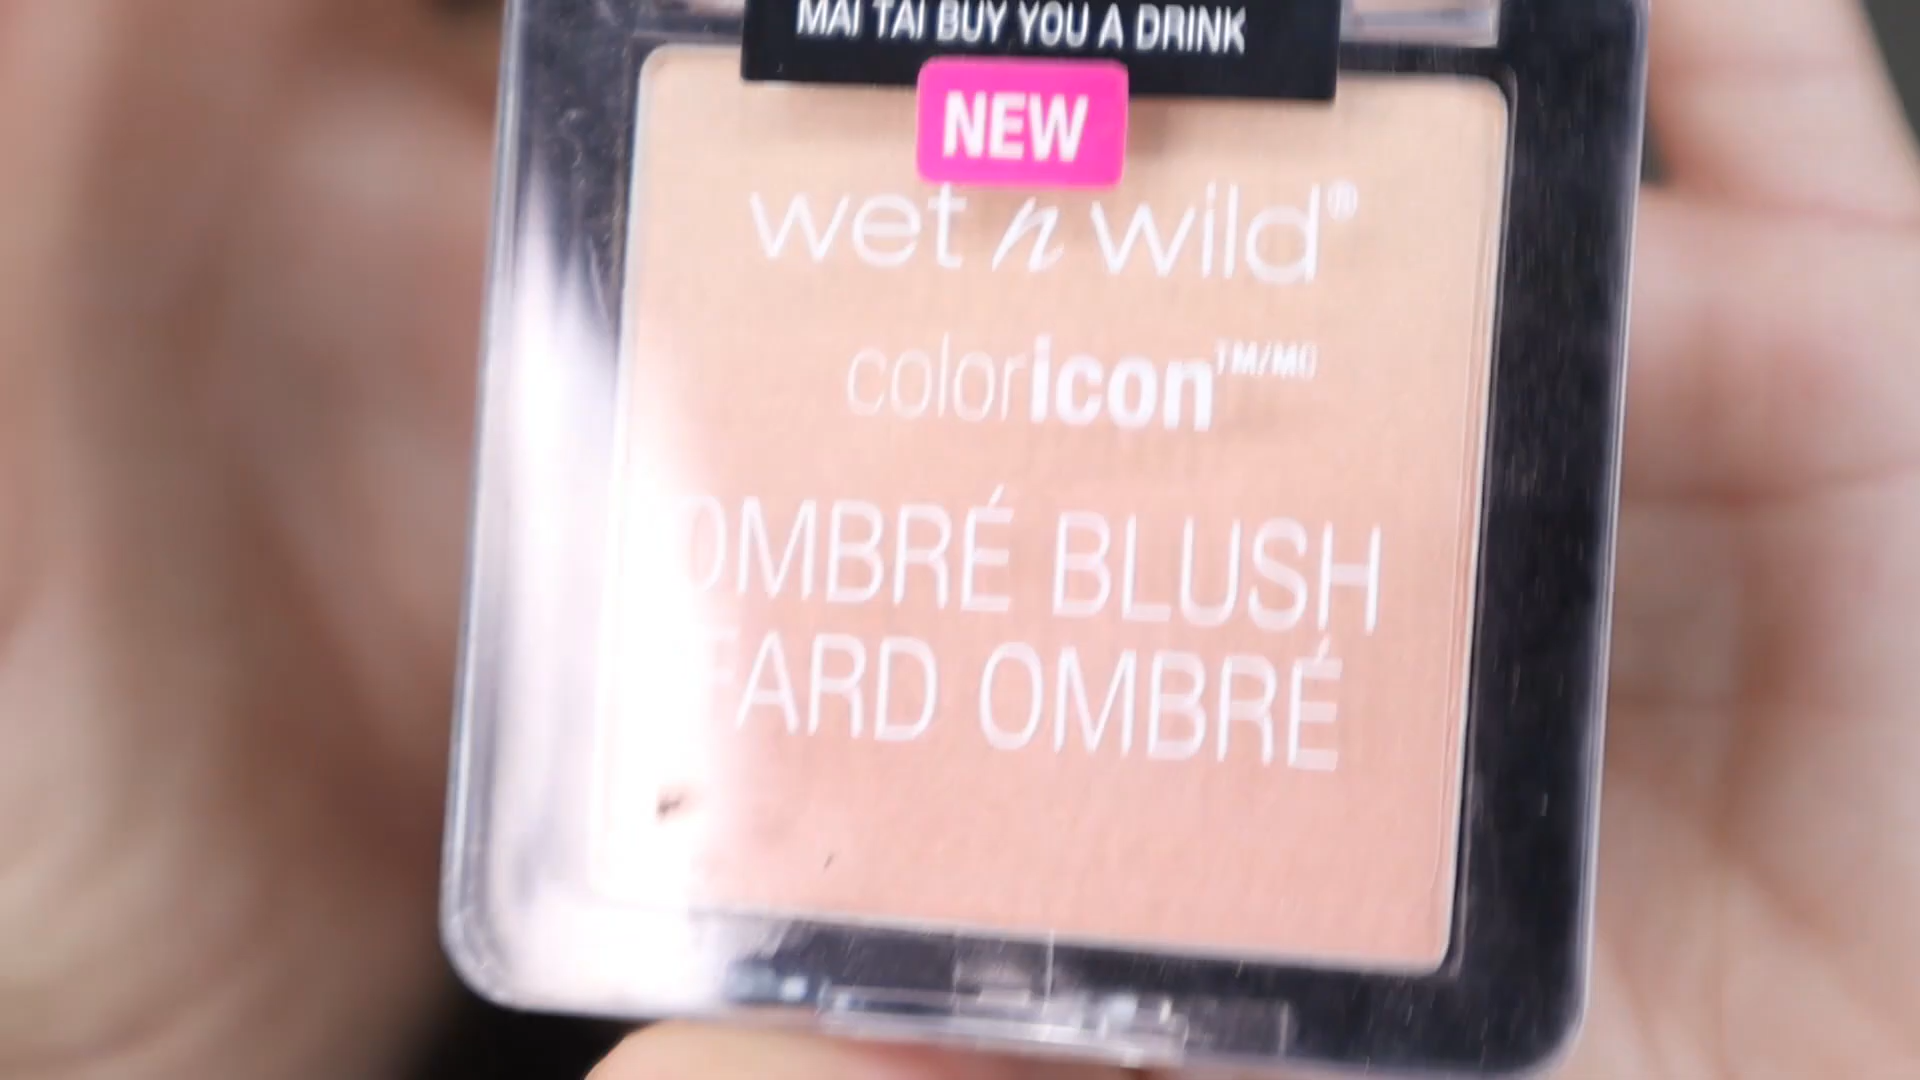 MAI TAI BUY YOU A DRINK
NEW
wet n wild®
coloricon™/MC
OMBRÉ BLUSH
FARD OMBRÉ